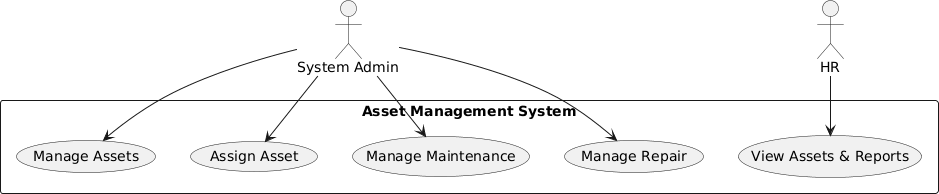 System Admin
HR
Asset Management System
Manage Assets
Assign Asset
Manage Maintenance
Manage Repair
View Assets & Reports